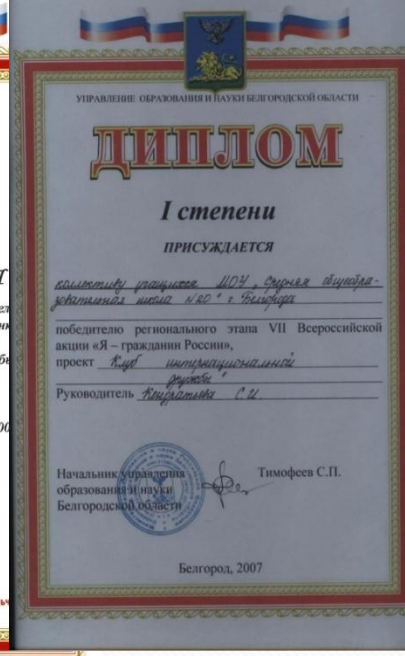 УПРАВЛЕНИЕ ОБРАЗОВАНИЯ И НАУКИ БЕЛГОРОДСКОЙ ОБЛАСТИ
ДИПЛОМ
I степени
ПРИСУЖДАЕТСЯ
коллективу учащихся МОУ „Средняя общеобра-
зовательная школа №20" г. Белгорода
победителю регионального этапа VII Всероссийской
акции «Я – гражданин России»,
проект Клуб интернациональной
дружбы"
Руководитель Кондратьева С.И.
Начальник управления
образования и науки
Белгородской области
Тимофеев С.П.
Белгород, 2007